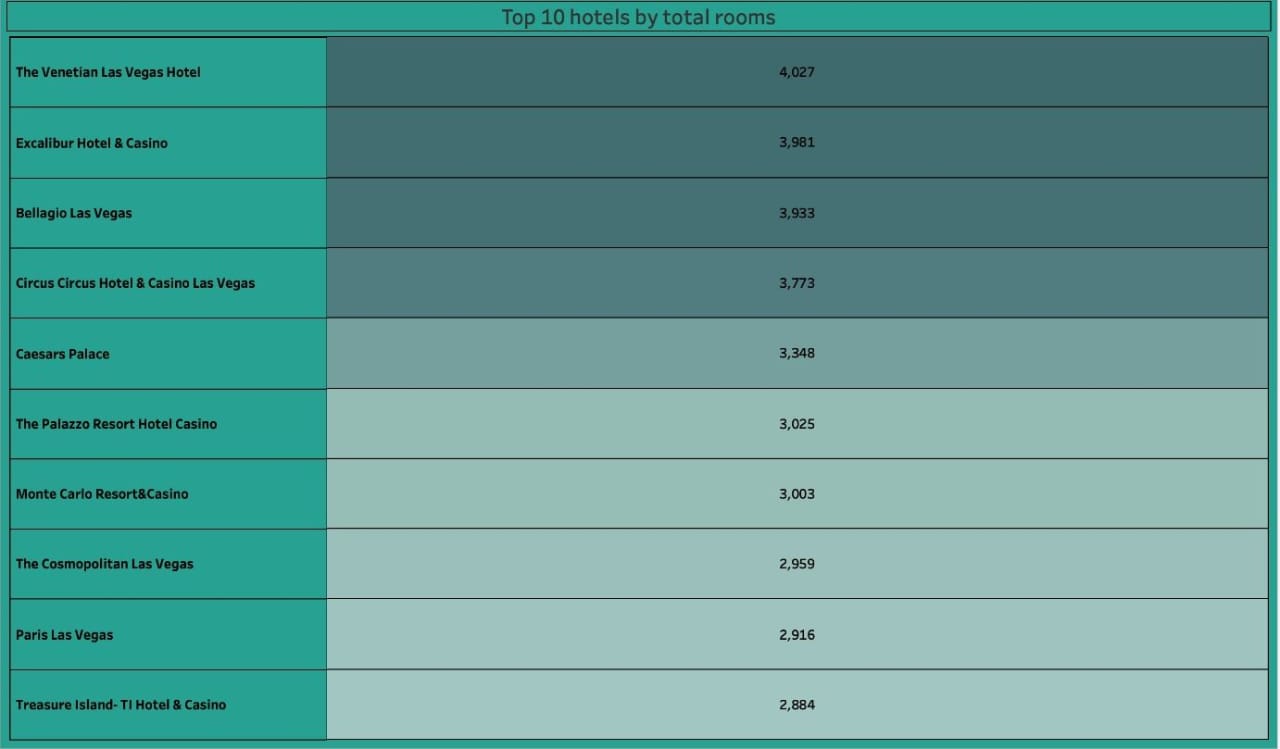 Top 10 hotels by total rooms
The Venetian Las Vegas Hotel 4,027
Excalibur Hotel & Casino 3,981
Bellagio Las Vegas 3,933
Circus Circus Hotel & Casino Las Vegas 3,773
Caesars Palace 3,348
The Palazzo Resort Hotel Casino 3,025
Monte Carlo Resort&Casino 3,003
The Cosmopolitan Las Vegas 2,959
Paris Las Vegas 2,916
Treasure Island- TI Hotel & Casino 2,884